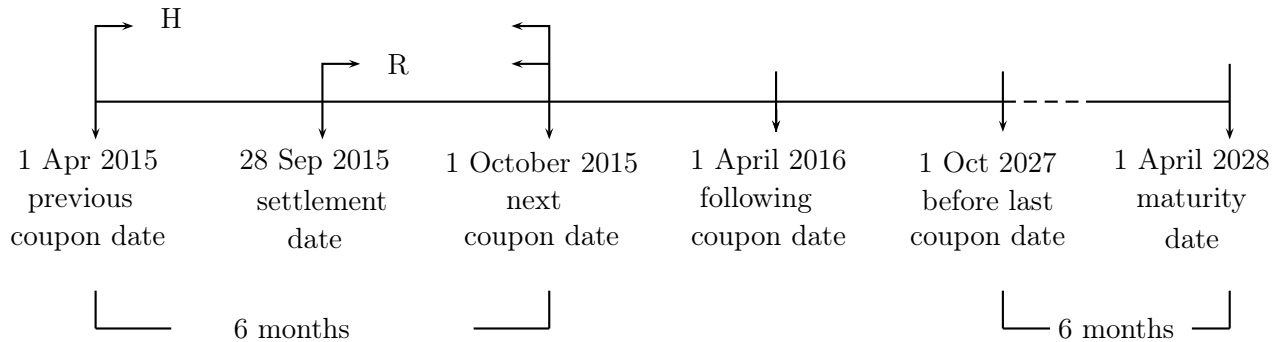 H
R
1 Apr 2015
previous
coupon date
28 Sep 2015
settlement
date
1 October 2015
next
coupon date
1 April 2016
following
coupon date
1 Oct 2027
before last
coupon date
1 April 2028
maturity
date
6 months
6 months